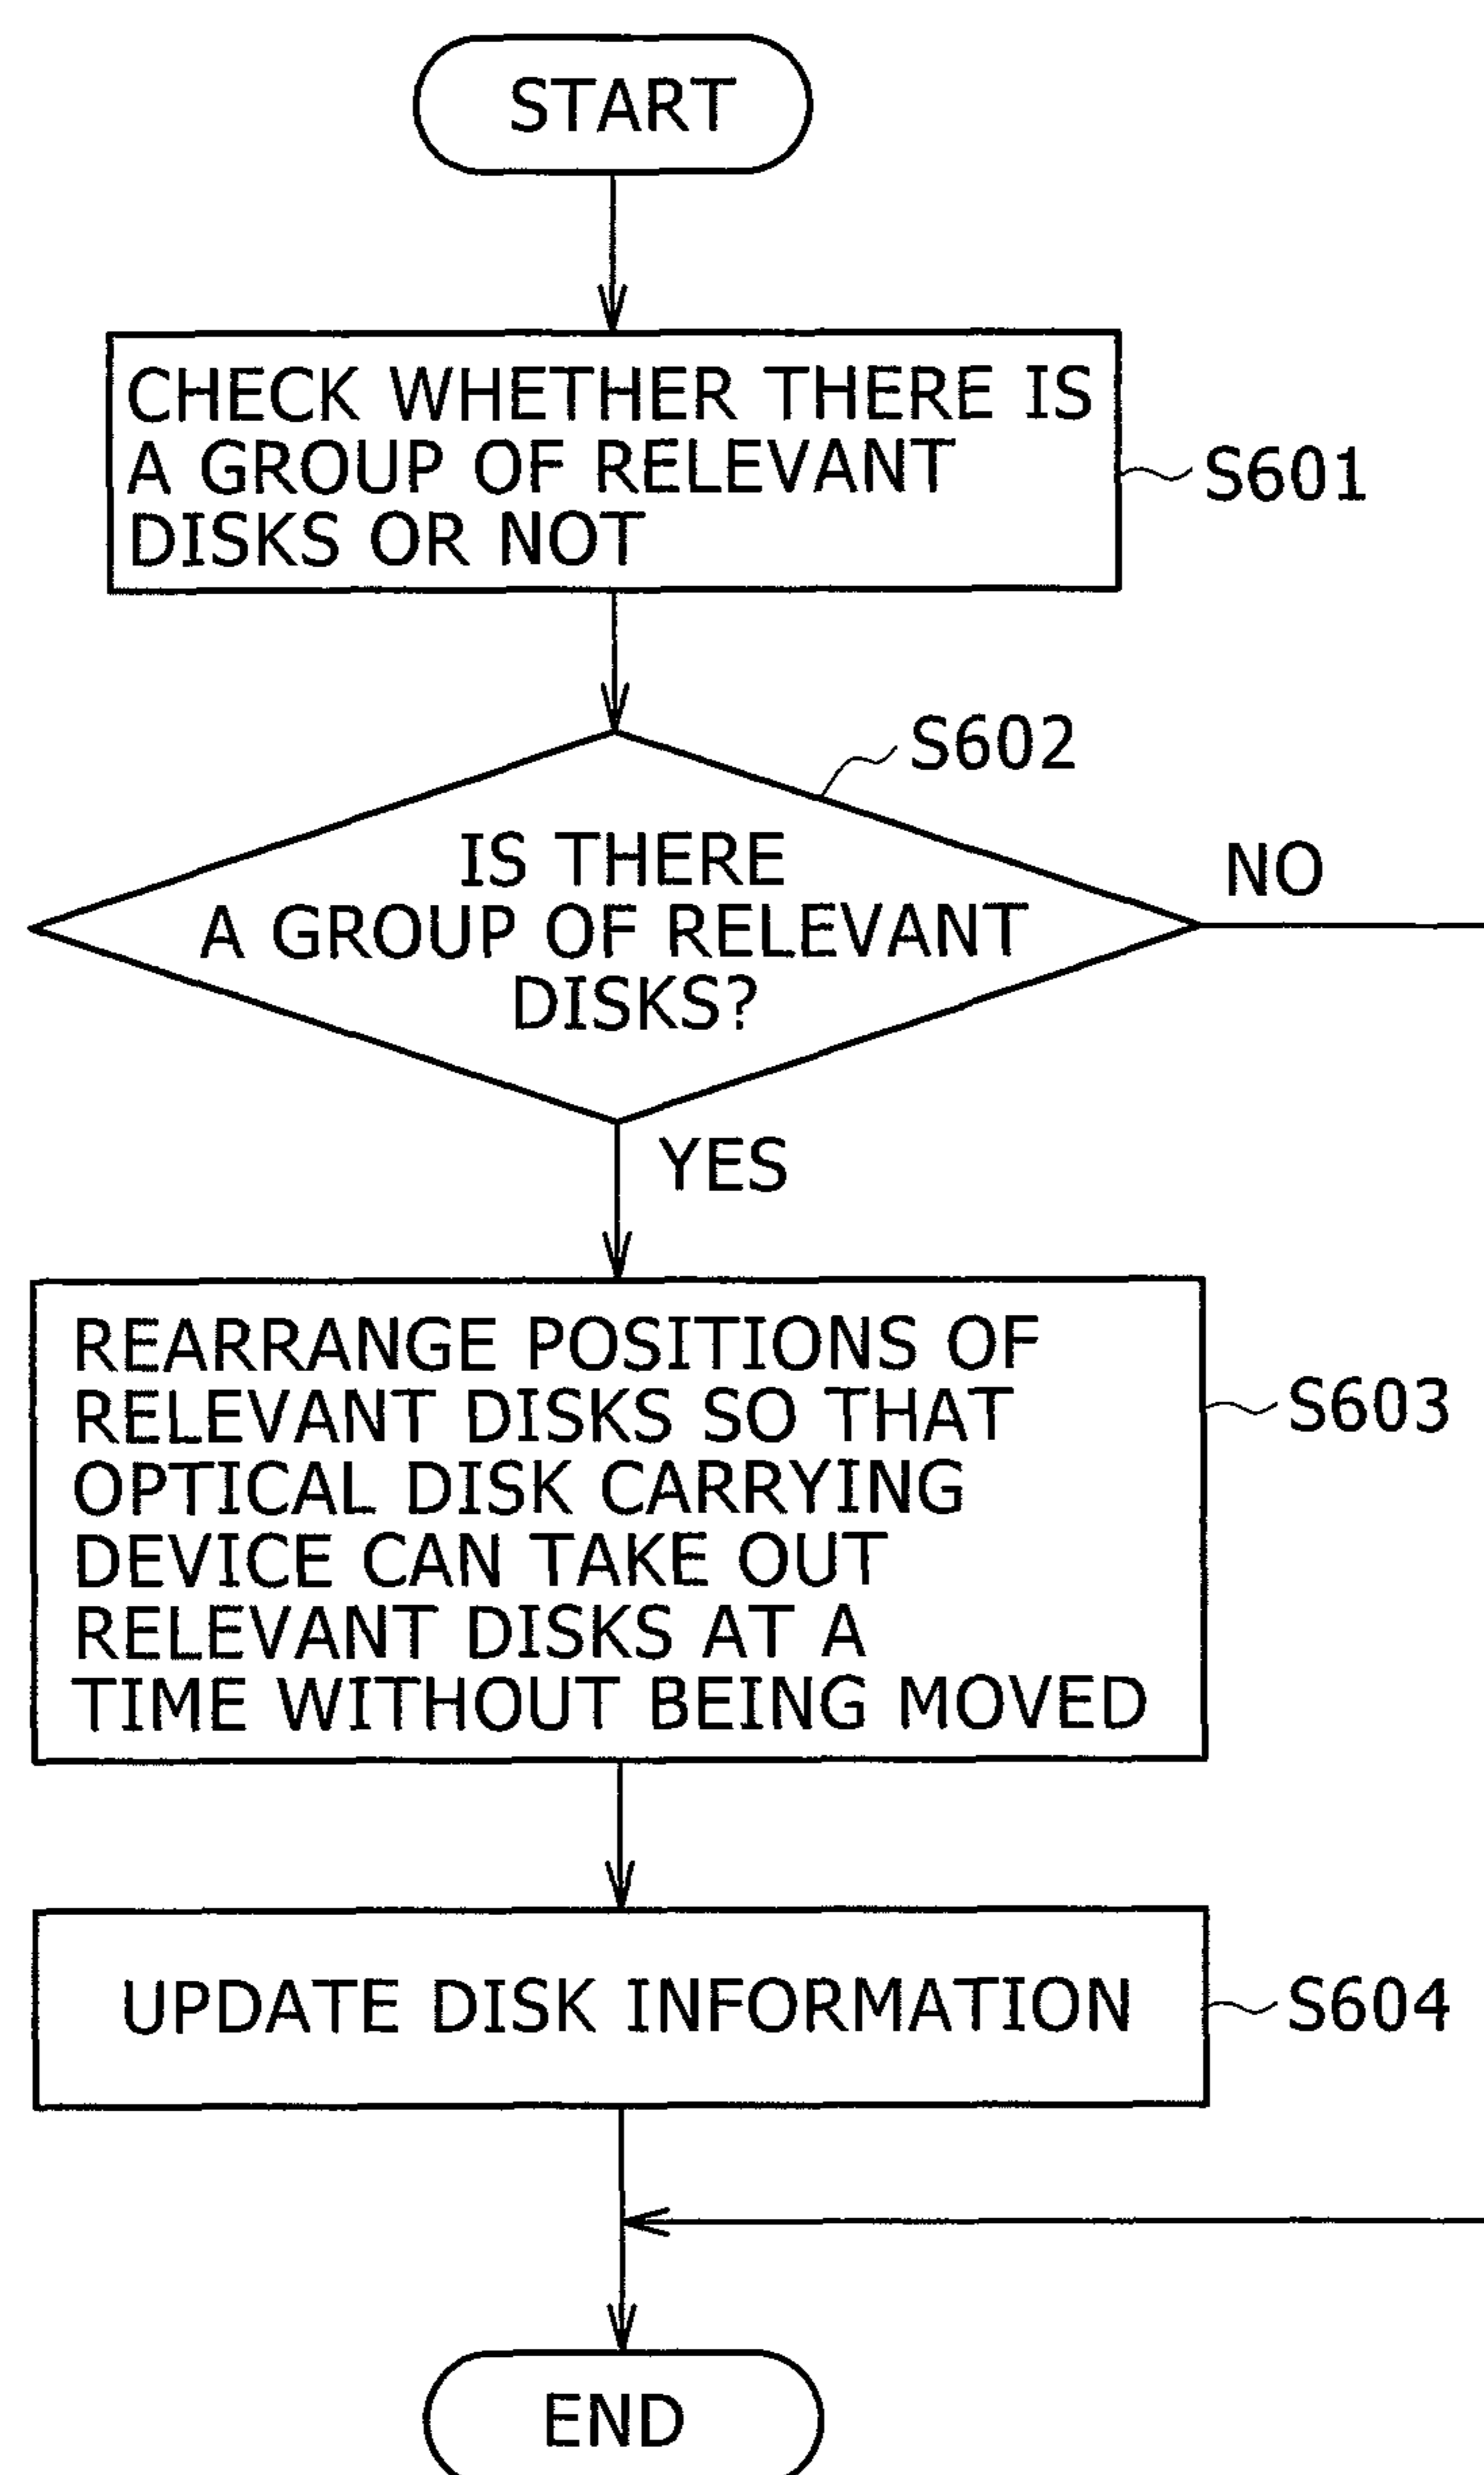 START
CHECK WHETHER THERE IS
A GROUP OF RELEVANT
DISKS OR NOT
S601
S602
IS THERE
A GROUP OF RELEVANT
DISKS?
NO
YES
REARRANGE POSITIONS OF
RELEVANT DISKS SO THAT
OPTICAL DISK CARRYING
DEVICE CAN TAKE OUT
RELEVANT DISKS AT A
TIME WITHOUT BEING MOVED
S603
UPDATE DISK INFORMATION
S604
END